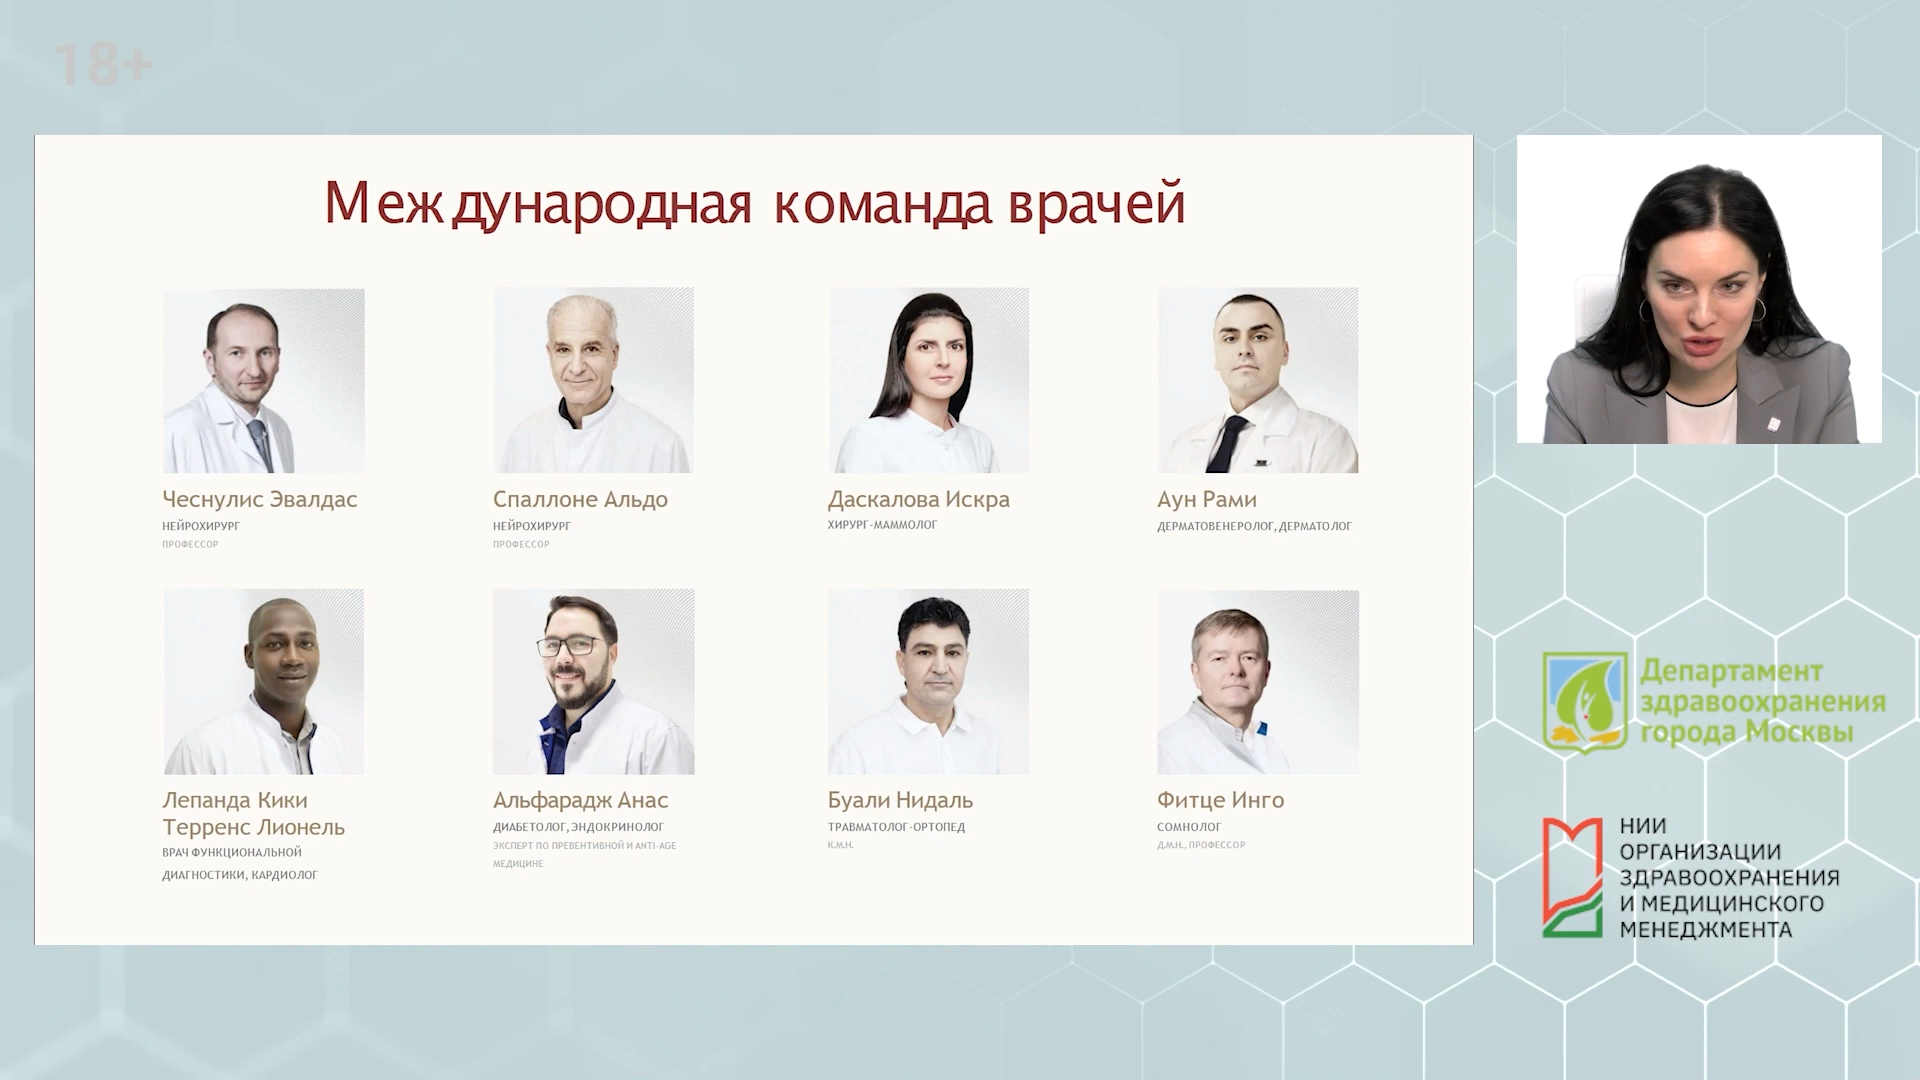 18+
Международная команда врачей
Чеснулис Эвалдас
НЕЙРОХИРУРГ
ПРОФЕССОР
Спаллоне Альдо
НЕЙРОХИРУРГ
ПРОФЕССОР
Даскалова Искра
ХИРУРГ-МАММОЛОГ
Аун Рами
ДЕРМАТОВЕНЕРОЛОГ, ДЕРМАТОЛОГ
Лепанда Кики
Терренс Лионель
ВРАЧ ФУНКЦИОНАЛЬНОЙ
ДИАГНОСТИКИ, КАРДИОЛОГ
Альфарадж Анас
ДИАБЕТОЛОГ, ЭНДОКРИНОЛОГ
ЭКСПЕРТ ПО ПРЕВЕНТИВНОЙ И ANTI-AGE
МЕДИЦИНЕ
Буали Нидаль
ТРАВМАТОЛОГ-ОРТОПЕД
К.М.Н.
Фитце Инго
СОМНОЛОГ
Д.М.Н., ПРОФЕССОР
Департамент
здравоохранения
города Москвы
НИИ
ОРГАНИЗАЦИИ
ЗДРАВООХРАНЕНИЯ
И МЕДИЦИНСКОГО
МЕНЕДЖМЕНТА